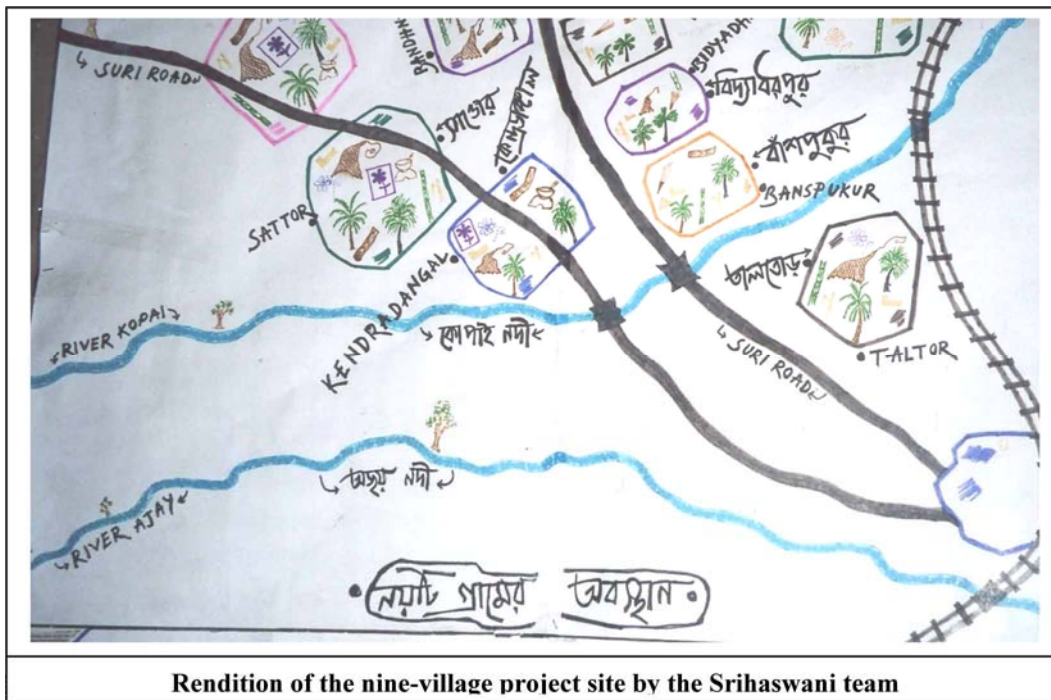 SURI ROAD
BIDYADH
বিদ্যাধরপুর
সাত্তোর
কেন্দ্রডাঙ্গাল
বাঁশপুকুর
BANSPUKUR
SATTOR
KENDRADANGAL
তালতোড়
RIVER KOPAI
কোপাই নদী
SURI ROAD
TALTOR
অজয় নদী
RIVER AJAY
নয়টি গ্রামের অবস্থান
Rendition of the nine-village project site by the Srihaswani team